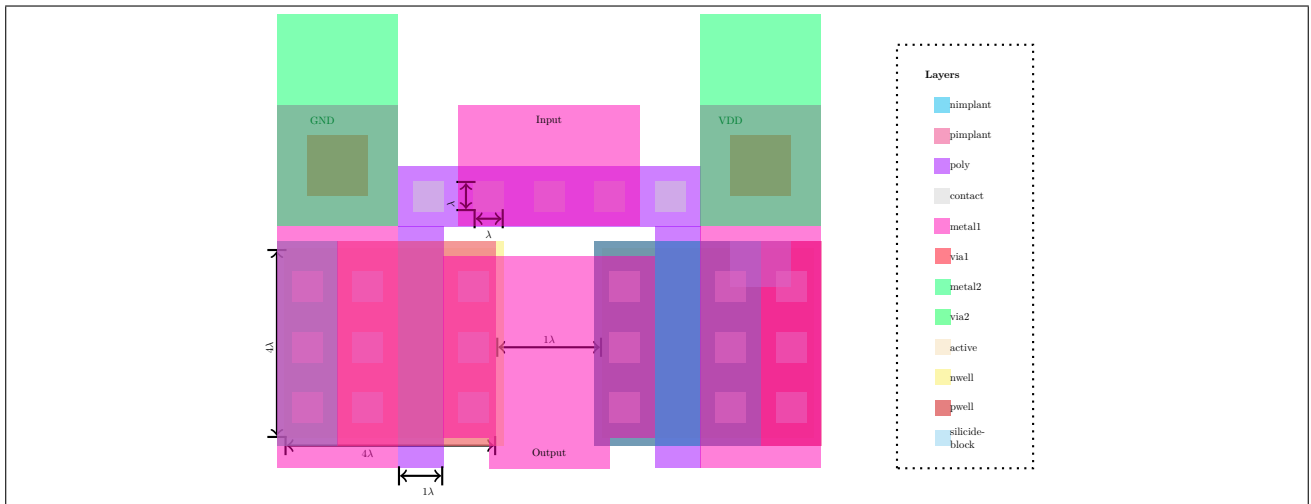 Layers
nimplant
GND
Input
VDD
pimplant
poly
contact
λ
metal1
λ
via1
metal2
via2
4λ
1λ
active
nwell
pwell
silicide-
block
4λ
Output
1λ